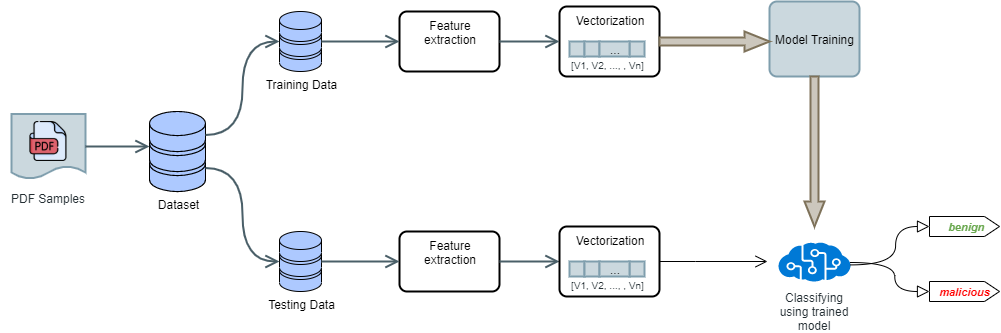 Feature
extraction
Vectorization
...
[V1, V2, ..., , Vn]
Model Training
Training Data
PDF
PDF Samples
Dataset
Feature
extraction
Vectorization
...
[V1, V2, ..., , Vn]
benign
malicious
Testing Data
Classifying
using trained
model